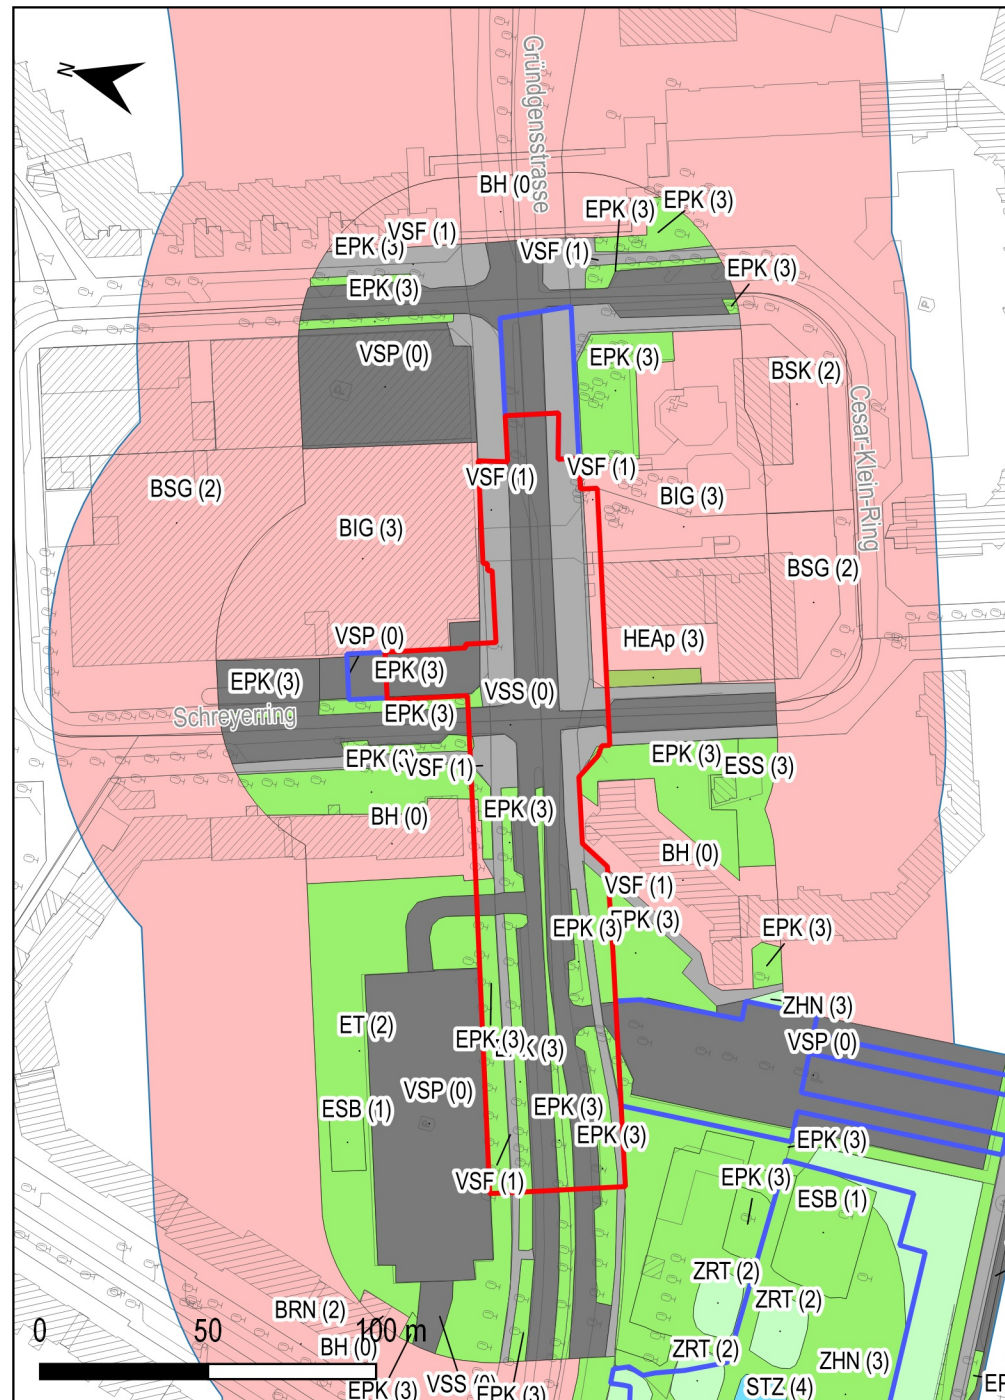 N
Gründgensstrasse
BH (0
EPK (3)
EPK (3)
VSF (1)
EPK (3)
VSF (1)
EPK (3)
EPK (3)
VSP (0)
EPK (3)
BSK (2)
Cesar-Klein-Ring
VSF (1)
VSF (1)
BSG (2)
BIG (3)
BIG (3)
BSG (2)
VSP (0)
HEAp (3)
EPK (3)
EPK (3)
VSS (0)
Schreyerring
EPK (3)
EPK (3)
VSF (1)
EPK (3)
ESS (3)
EPK (3)
BH (0)
BH (0)
VSF (1)
EPK (3)
EPK (3)
EPK (3)
ZHN (3)
VSP (0)
ET (2)
EPK (3)
EPK (3)
VSP (0)
ESB (1)
EPK (3)
EPK (3)
EPK (3)
VSF (1)
EPK (3)
ESB (1)
ZRT (2)
ZRT (2)
BRN (2)
0
50
100 m
BH (0)
ZRT (2)
ZHN (3)
EPK (3)
VSS (0)
EPK (3)
STZ (4)